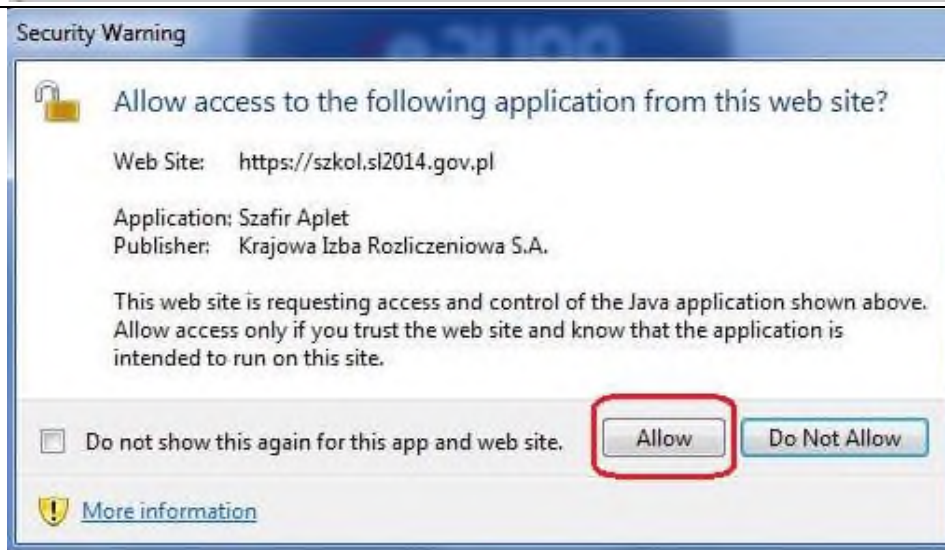 Security Warning
Allow access to the following application from this web site?
Web Site: https://szkol.sl2014.gov.pl
Application: Szafir Aplet
Publisher: Krajowa Izba Rozliczeniowa S.A.
This web site is requesting access and control of the Java application shown above.
Allow access only if you trust the web site and know that the application is
intended to run on this site.
Do not show this again for this app and web site. Allow Do Not Allow
More information